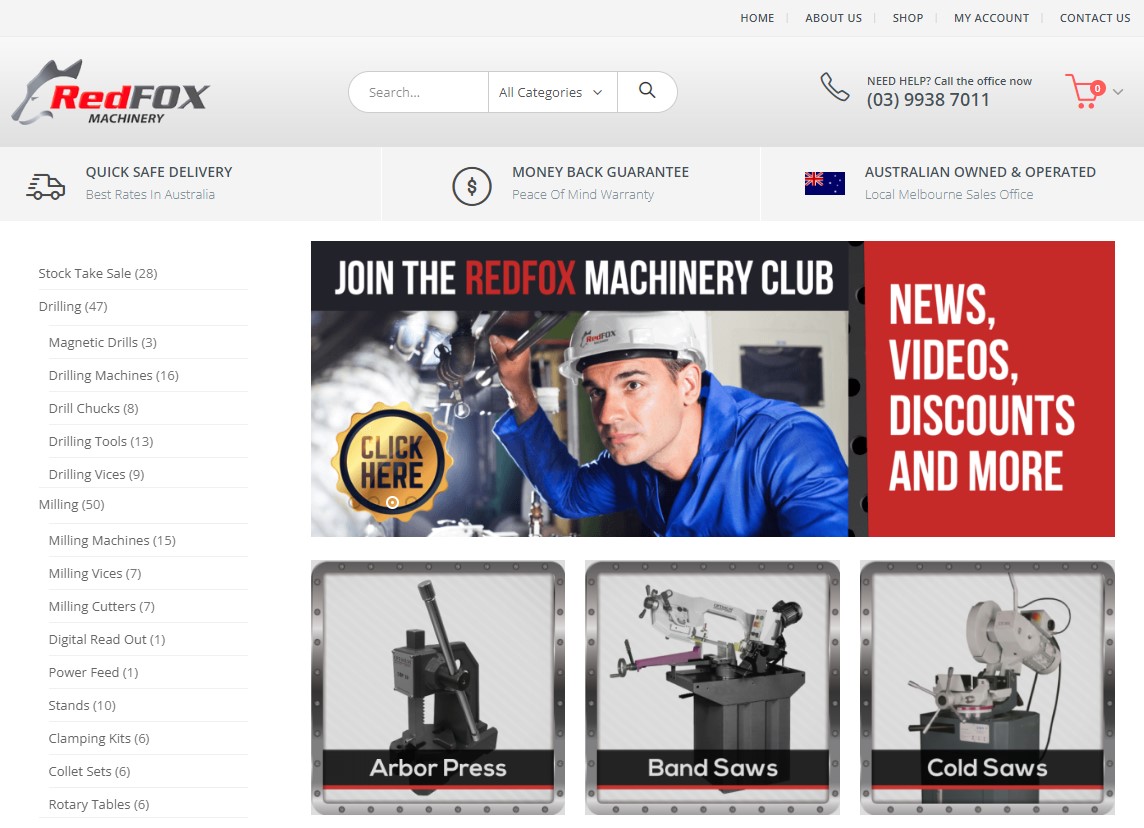 HOME
ABOUT US
SHOP
MY ACCOUNT
CONTACT US
RedFOX
MACHINERY
Search...
All Categories
NEED HELP? Call the office now
(03) 9938 7011
0
QUICK SAFE DELIVERY
Best Rates In Australia
$
MONEY BACK GUARANTEE
Peace Of Mind Warranty
AUSTRALIAN OWNED & OPERATED
Local Melbourne Sales Office
Stock Take Sale (28)
Drilling (47)
Magnetic Drills (3)
Drilling Machines (16)
Drill Chucks (8)
Drilling Tools (13)
Drilling Vices (9)
Milling (50)
Milling Machines (15)
Milling Vices (7)
Milling Cutters (7)
Digital Read Out (1)
Power Feed (1)
Stands (10)
Clamping Kits (6)
Collet Sets (6)
Rotary Tables (6)
JOIN THE REDFOX MACHINERY CLUB
RedFOX
MACHINERY
CLICK
HERE
NEWS,
VIDEOS,
DISCOUNTS
AND MORE
Arbor Press
Band Saws
Cold Saws